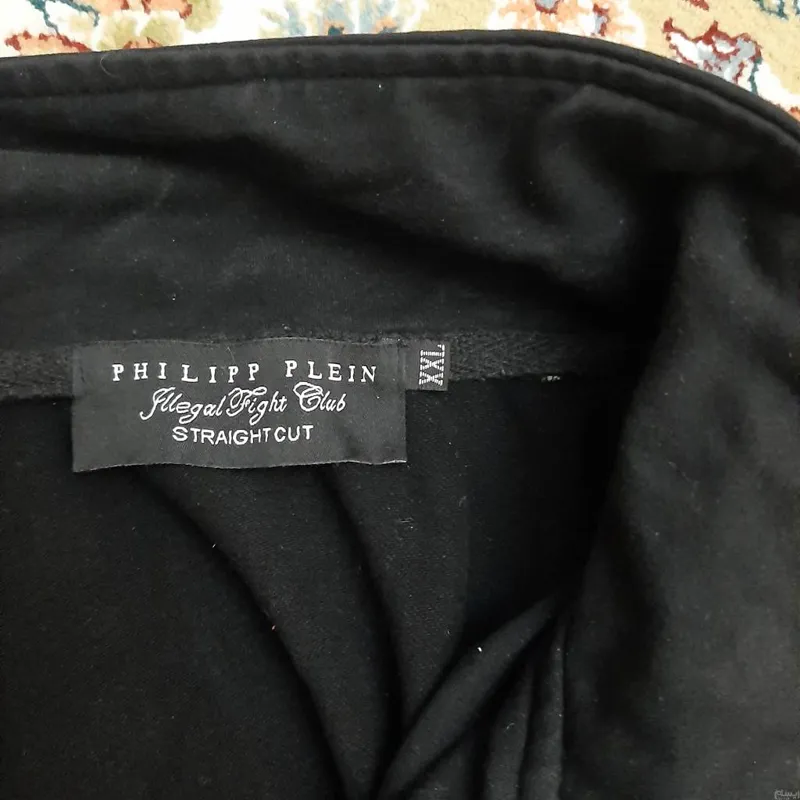 PHILIPP PLEIN
Illegal Fight Club
STRAIGHT CUT
XXL